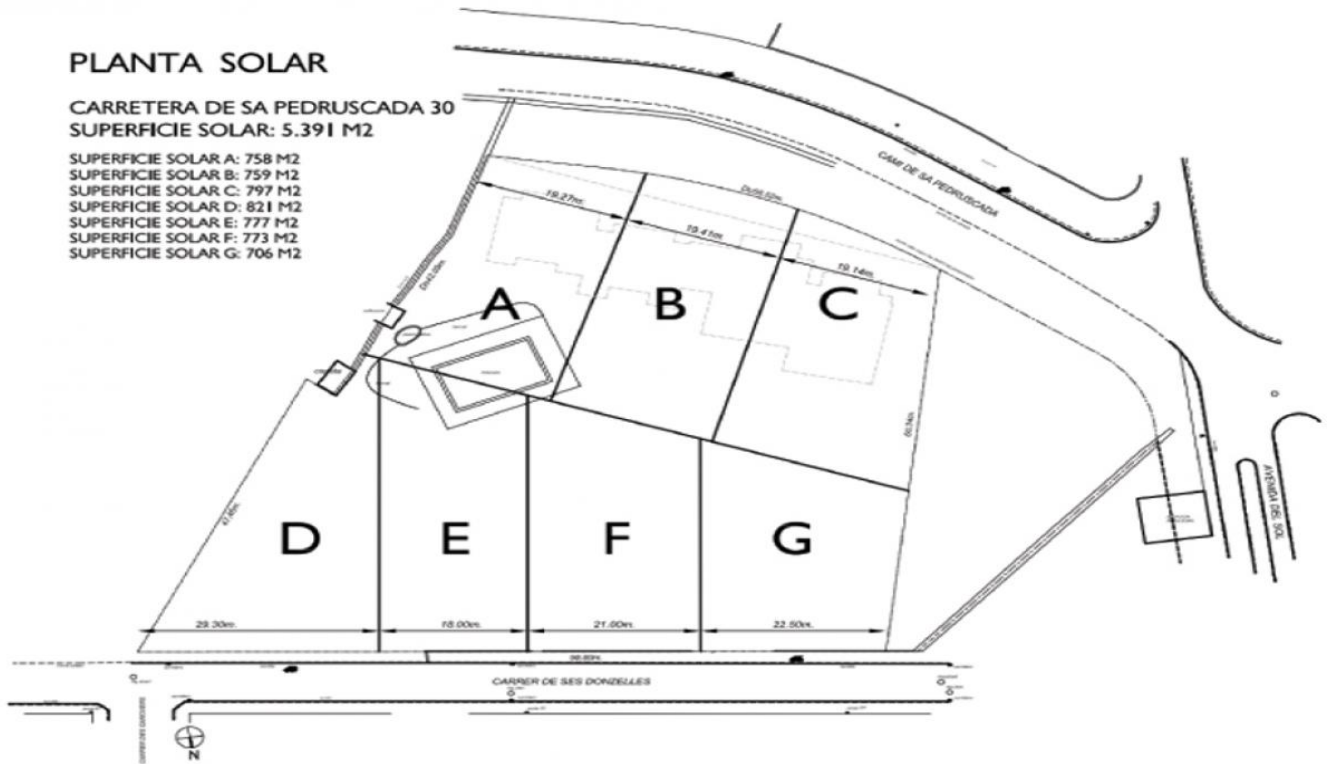 PLANTA SOLAR
CARRETERA DE SA PEDRUSCADA 30
SUPERFICIE SOLAR: 5.391 M2
SUPERFICIE SOLAR A: 758 M2
SUPERFICIE SOLAR B: 759 M2
SUPERFICIE SOLAR C: 797 M2
SUPERFICIE SOLAR D: 821 M2
SUPERFICIE SOLAR E: 777 M2
SUPERFICIE SOLAR F: 773 M2
SUPERFICIE SOLAR G: 706 M2
CAMI DE SA PEDRUSCADA
19.27m.
19.41m.
19.14m.
A
B
C
D
E
F
G
29.30m.
18.00m.
21.00m.
22.50m.
CARRER DE SES DONZELLES
AVENIDA DEL SOL
N